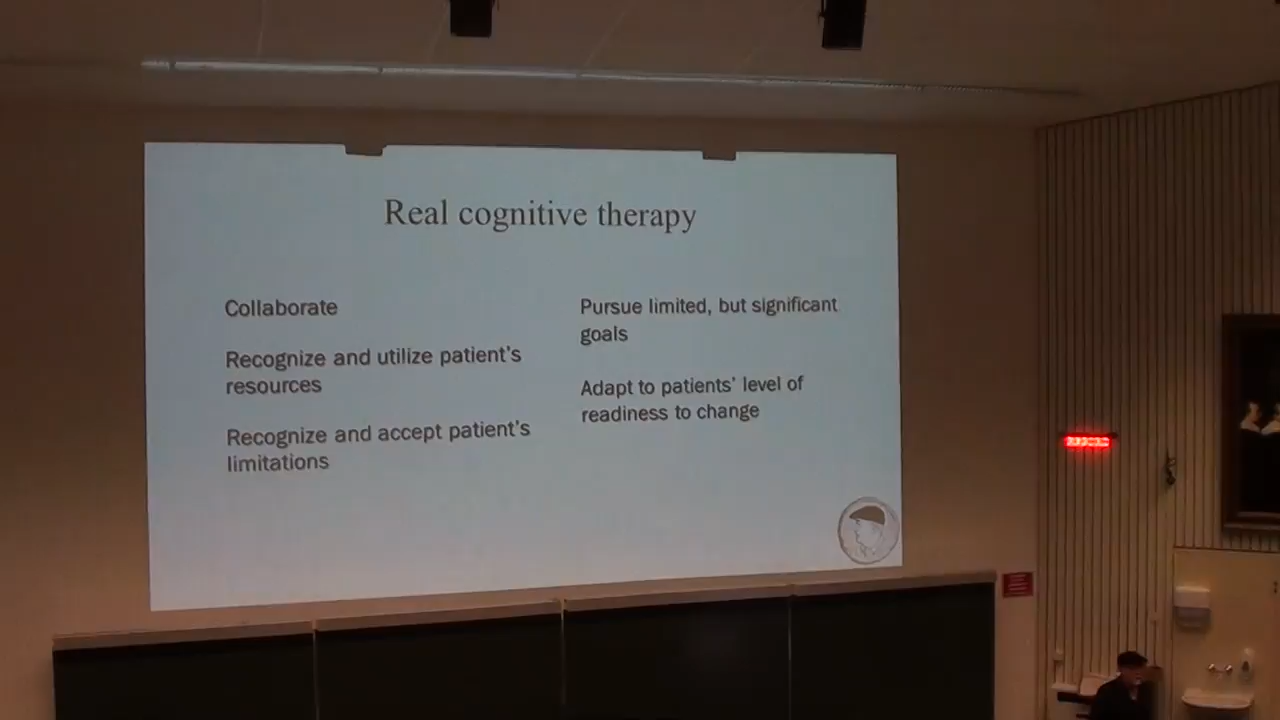 Real cognitive therapy
Collaborate
Recognize and utilize patient's
resources
Recognize and accept patient's
limitations
Pursue limited, but significant
goals
Adapt to patients' level of
readiness to change